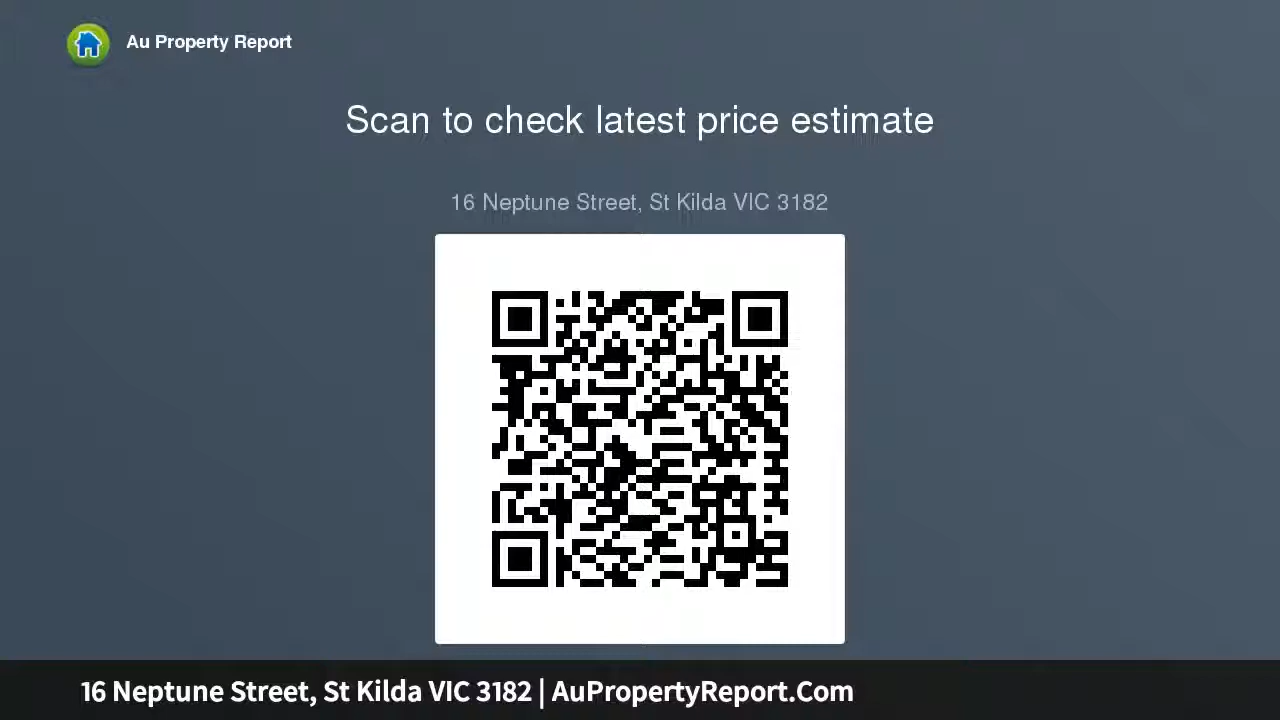 Au Property Report
Scan to check latest price estimate
16 Neptune Street, St Kilda VIC 3182
16 Neptune Street, St Kilda VIC 3182 | AuPropertyReport.Com